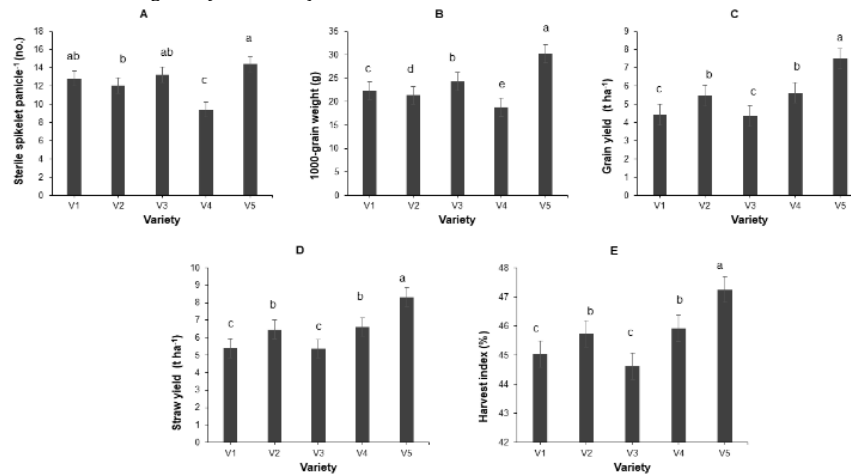 A
Sterile spikelet panicle⁻¹ (no.)
18
16
14
12
10
8
6
4
2
0
ab
b
ab
c
a
V1 V2 V3 V4 V5
Variety
B
1000-grain weight (g)
35
30
25
20
15
10
5
0
c
d
b
e
a
V1 V2 V3 V4 V5
Variety
C
Grain yield (t ha⁻¹)
9
8
7
6
5
4
3
2
1
0
c
b
c
b
a
V1 V2 V3 V4 V5
Variety
D
Straw yield (t ha⁻¹)
10
9
8
7
6
5
4
3
2
1
0
c
b
c
b
a
V1 V2 V3 V4 V5
Variety
E
Harvest index (%)
48
47
46
45
44
43
42
c
b
c
b
a
V1 V2 V3 V4 V5
Variety